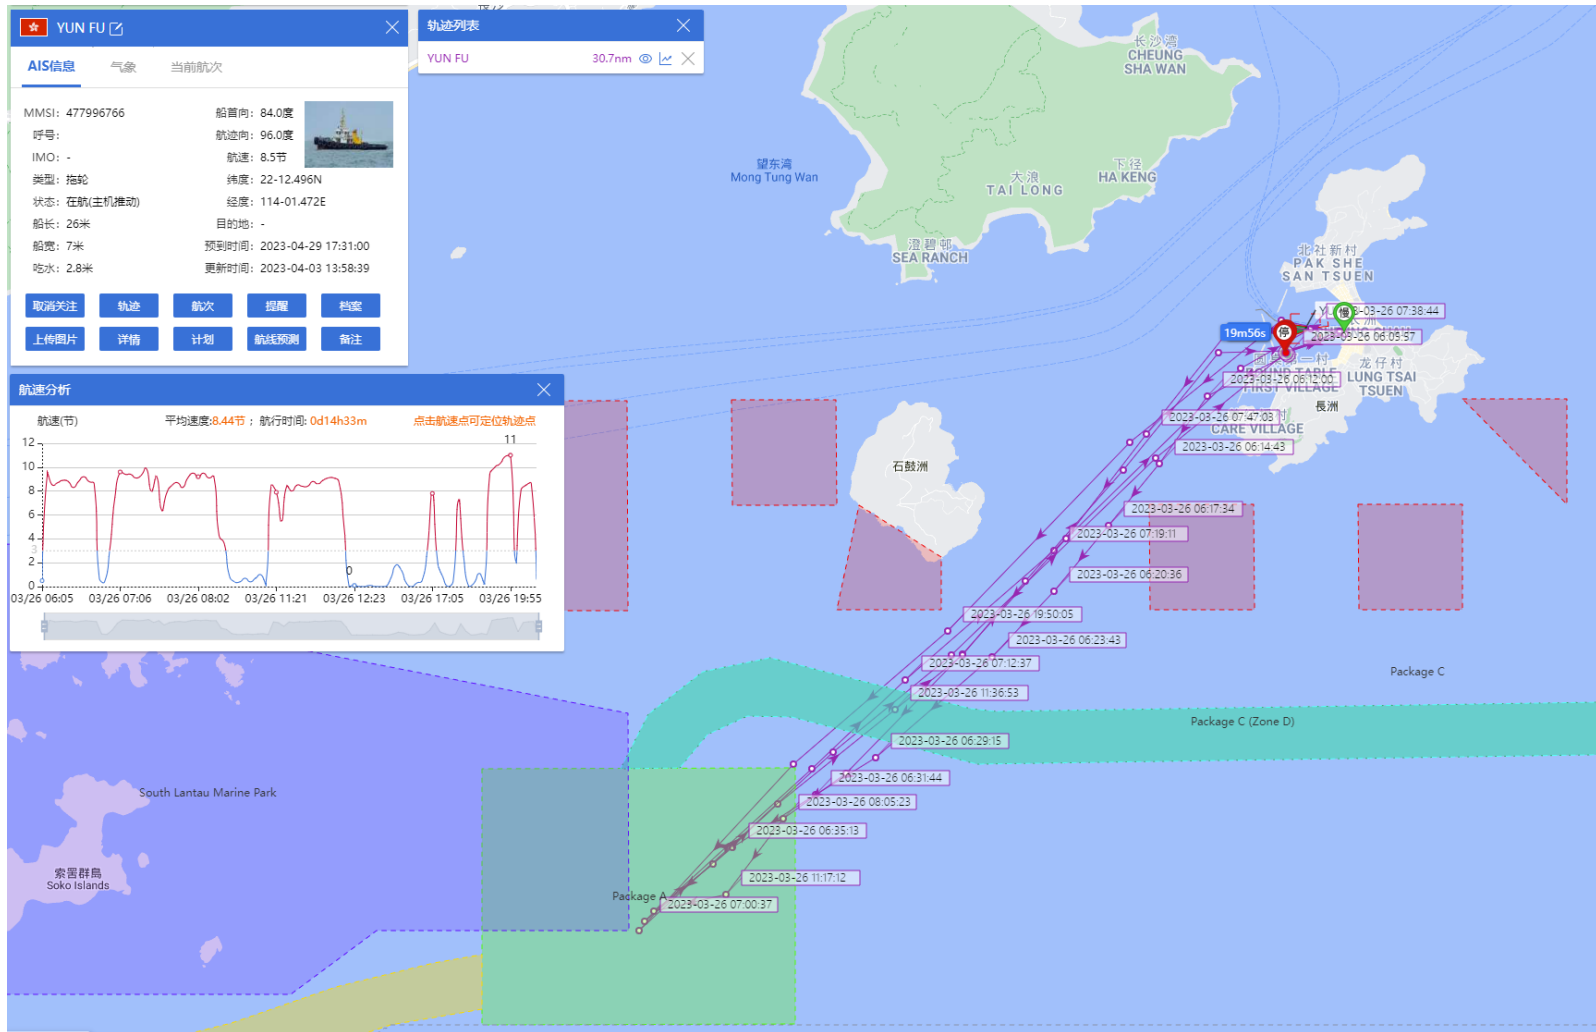 YUN FU
AIS信息
气象
当前航次
MMSI: 477996766
船首向: 84.0度
呼号:
航迹向: 96.0度
IMO: -
航速: 8.5节
类型: 拖轮
纬度: 22-12.496N
状态: 在航(主机推动)
经度: 114-01.472E
船长: 26米
目的地: -
船宽: 7米
预到时间: 2023-04-29 17:31:00
吃水: 2.8米
更新时间: 2023-04-03 13:58:39
取消关注
轨迹
航次
提醒
档案
上传图片
详情
计划
航线预测
备注
轨迹列表
YUN FU
30.7nm
航速分析
航速(节)
平均速度:8.44节; 航行时间: 0d14h33m
点击航速点可定位轨迹点
12
10
8
6
4
3
2
0
11
0
03/26 06:05
03/26 07:06
03/26 08:02
03/26 11:21
03/26 12:23
03/26 17:05
03/26 19:55
长沙湾
CHEUNG
SHA WAN
望东湾
Mong Tung Wan
大浪
TAI LONG
下径
HA KENG
澄碧邨
SEA RANCH
北社新村
PAK SHE
SAN TSUEN
19m56s
停
慢
-03-26 07:38:44
2023-03-26 06:05:57
龙仔村
LUNG TSAI
TSUEN
ROUND TABLE
FIRST VILLAGE
2023-03-26 06:12:00
長洲
2023-03-26 07:47:03
CARE VILLAGE
2023-03-26 06:14:43
石鼓洲
2023-03-26 06:17:34
2023-03-26 07:19:11
2023-03-26 06:20:36
2023-03-26 19:50:05
2023-03-26 06:23:43
2023-03-26 07:12:37
2023-03-26 11:36:53
Package C
Package C (Zone D)
2023-03-26 06:29:15
2023-03-26 06:31:44
South Lantau Marine Park
2023-03-26 08:05:23
2023-03-26 06:35:13
索罟群島
Soko Islands
2023-03-26 11:17:12
Package A
2023-03-26 07:00:37